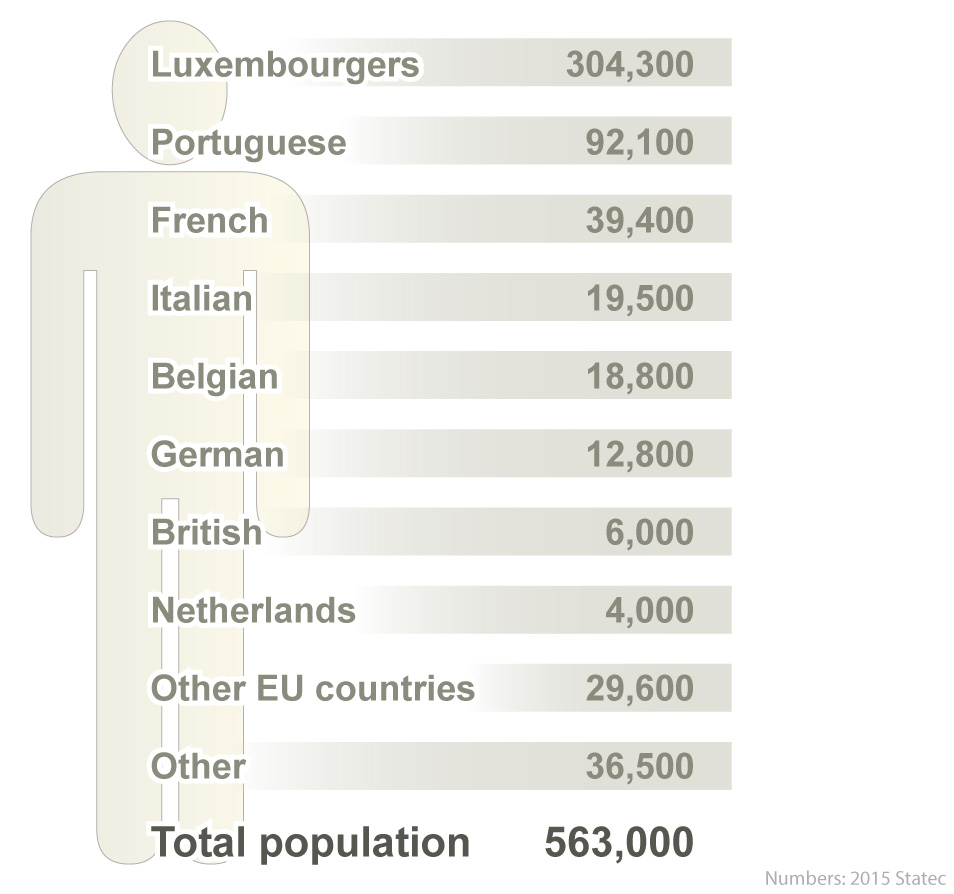 Luxembourgers 304,300
Portuguese 92,100
French 39,400
Italian 19,500
Belgian 18,800
German 12,800
British 6,000
Netherlands 4,000
Other EU countries 29,600
Other 36,500
Total population 563,000
Numbers: 2015 Statec